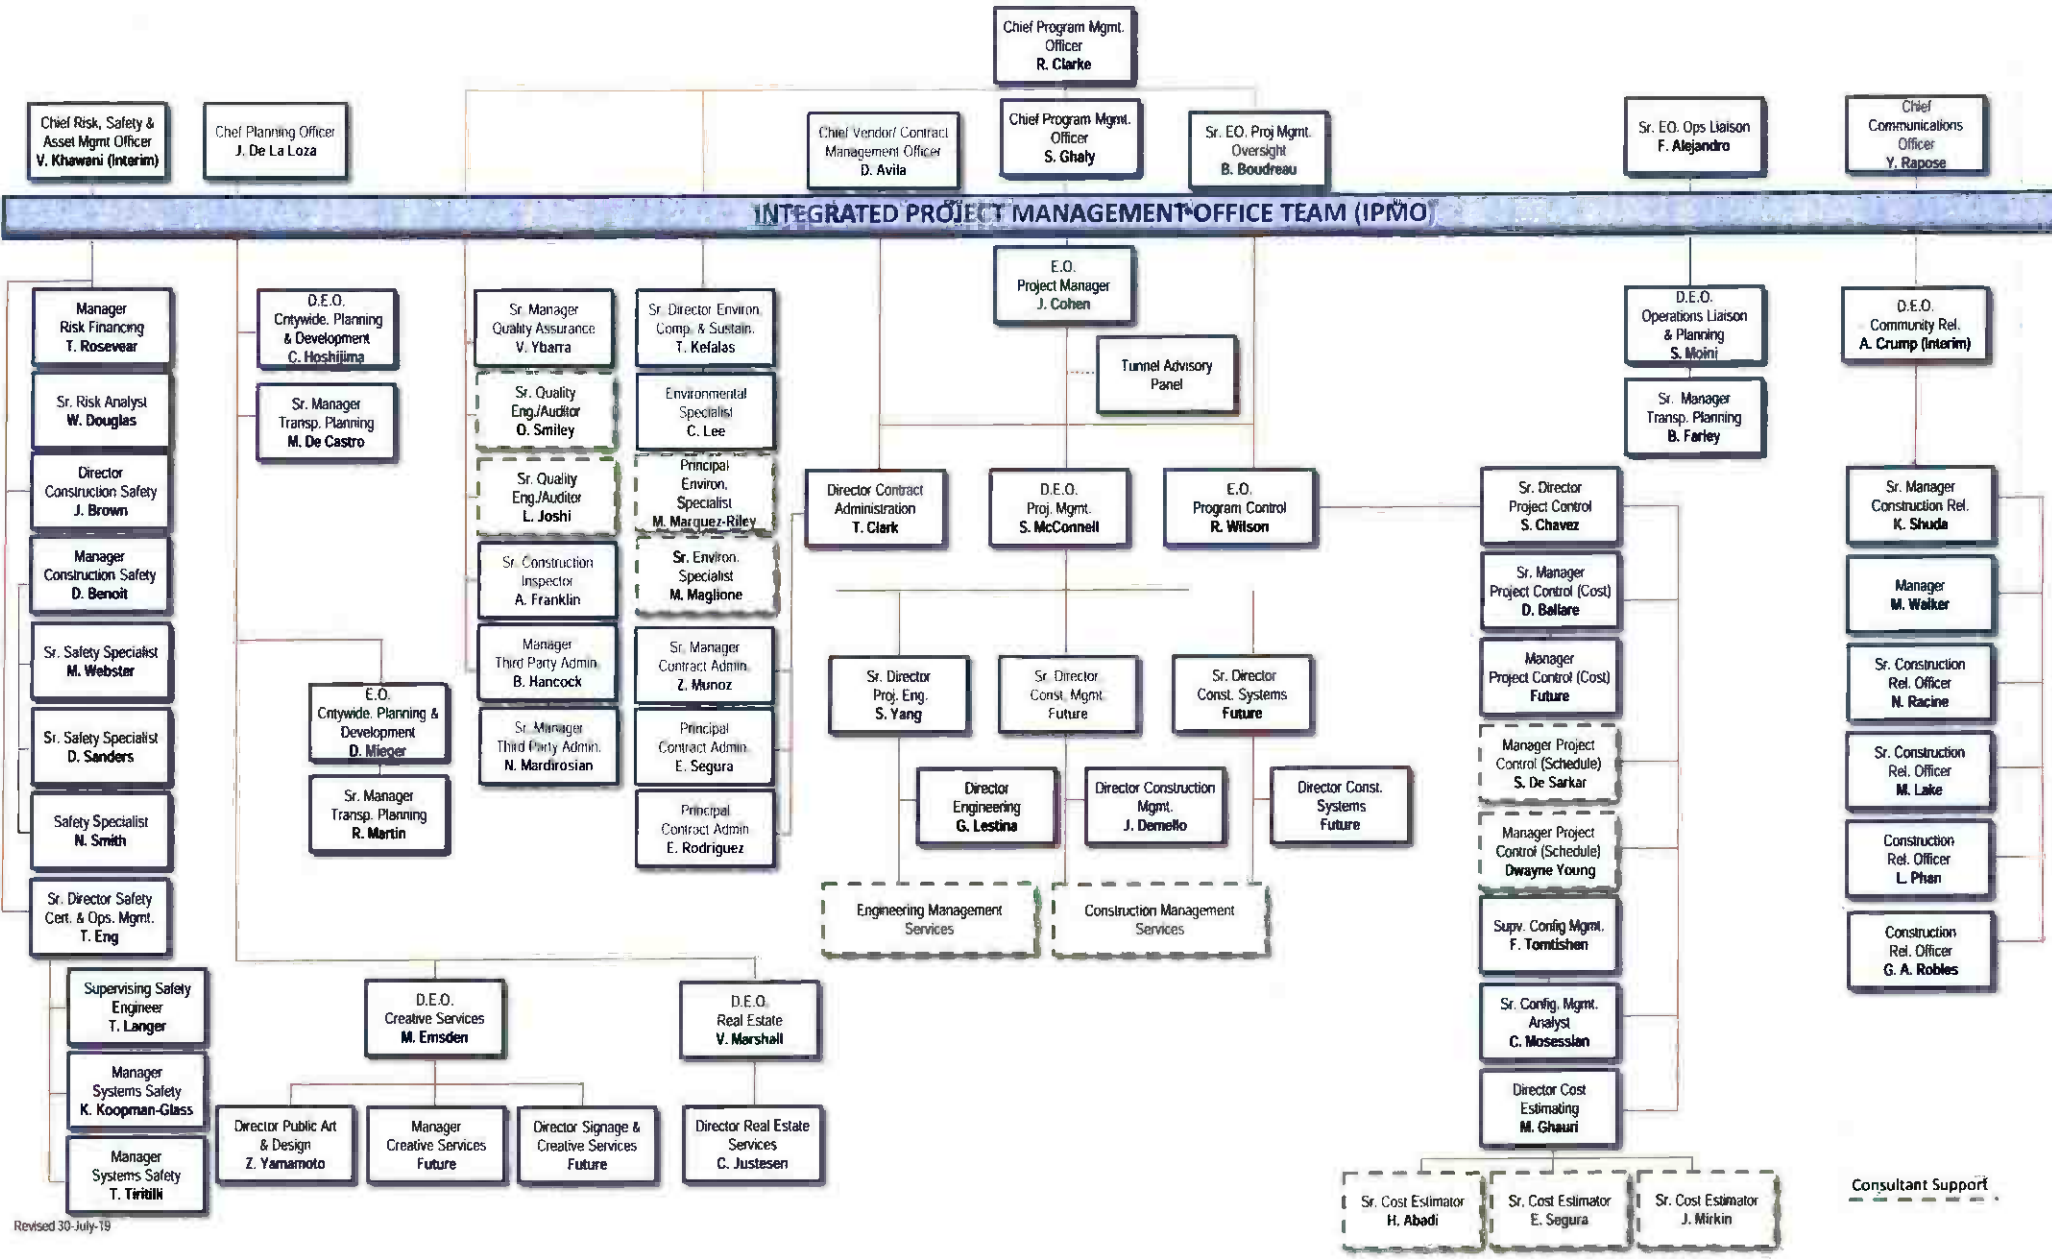 Chief Program Mgmt.
Officer
R. Clarke
Chief Risk, Safety &
Asset Mgmt Officer
V. Khawani (Interim)
Chef Planning Officer
J. De La Loza
Chief Vendor/ Contract
Management Officer
D. Avila
Chief Program Mgmt.
Officer
S. Ghaly
Sr. EO. Proj Mgmt.
Oversight
B. Boudreau
Sr. EO. Ops Liaison
F. Alejandro
Chief
Communications
Officer
Y. Rapose
INTEGRATED PROJECT MANAGEMENT OFFICE TEAM (IPMO)
Manager
Risk Financing
T. Rosevear
Sr. Risk Analyst
W. Douglas
Director
Construction Safety
J. Brown
Manager
Construction Safety
D. Benoit
Sr. Safety Specialist
M. Webster
Sr. Safety Specialist
D. Sanders
Safety Specialist
N. Smith
Sr. Director Safety
Cert. & Ops. Mgmt.
T. Eng
Supervising Safety
Engineer
T. Langer
Manager
Systems Safety
K. Koopman-Glass
Manager
Systems Safety
T. Tiritilli
D.E.O.
Cntywide. Planning
& Development
C. Hoshijima
Sr. Manager
Transp. Planning
M. De Castro
E.O.
Cntywide. Planning &
Development
D. Mieger
Sr. Manager
Transp. Planning
R. Martin
D.E.O.
Creative Services
M. Emsden
Director Public Art
& Design
Z. Yamamoto
Manager
Creative Services
Future
Director Signage &
Creative Services
Future
D.E.O.
Real Estate
V. Marshall
Director Real Estate
Services
C. Justesen
Sr. Manager
Quality Assurance
V. Ybarra
Sr. Quality
Eng./Auditor
O. Smiley
Sr. Quality
Eng./Auditor
L. Joshi
Sr. Construction
Inspector
A. Franklin
Manager
Third Party Admin.
B. Hancock
Sr. Manager
Third Party Admin.
N. Mardirosian
Sr. Director Environ.
Comp. & Sustain.
T. Kefalas
Environmental
Specialist
C. Lee
Principal
Environ.
Specialist
M. Marquez-Riley
Sr. Environ.
Specialist
M. Maglione
Sr. Manager
Contract Admin.
Z. Munoz
Principal
Contract Admin.
E. Segura
Principal
Contract Admin
E. Rodriguez
E.O.
Project Manager
J. Cohen
Tunnel Advisory
Panel
Director Contract
Administration
T. Clark
D.E.O.
Proj. Mgmt.
S. McConnell
E.O.
Program Control
R. Wilson
Sr. Director
Proj. Eng.
S. Yang
Sr. Director
Const. Mgmt.
Future
Sr. Director
Const. Systems
Future
Director
Engineering
G. Lestina
Director Construction
Mgmt.
J. Demello
Director Const.
Systems
Future
Engineering Management
Services
Construction Management
Services
Sr. Director
Project Control
S. Chavez
Sr. Manager
Project Control (Cost)
D. Ballare
Manager
Project Control (Cost)
Future
Manager Project
Control (Schedule)
S. De Sarkar
Manager Project
Control (Schedule)
Dwayne Young
Supv. Config Mgmt.
F. Tomtishen
Sr. Config. Mgmt.
Analyst
C. Mosessian
Director Cost
Estimating
M. Ghauri
Sr. Cost Estimator
H. Abadi
Sr. Cost Estimator
E. Segura
Sr. Cost Estimator
J. Mirkin
D.E.O.
Operations Liaison
& Planning
S. Moini
Sr. Manager
Transp. Planning
B. Farley
D.E.O.
Community Rel.
A. Crump (Interim)
Sr. Manager
Construction Rel.
K. Shuda
Manager
M. Walker
Sr. Construction
Rel. Officer
N. Racine
Sr. Construction
Rel. Officer
M. Lake
Construction
Rel. Officer
L. Phan
Construction
Rel. Officer
G. A. Robles
Consultant Support
Revised 30-July-19